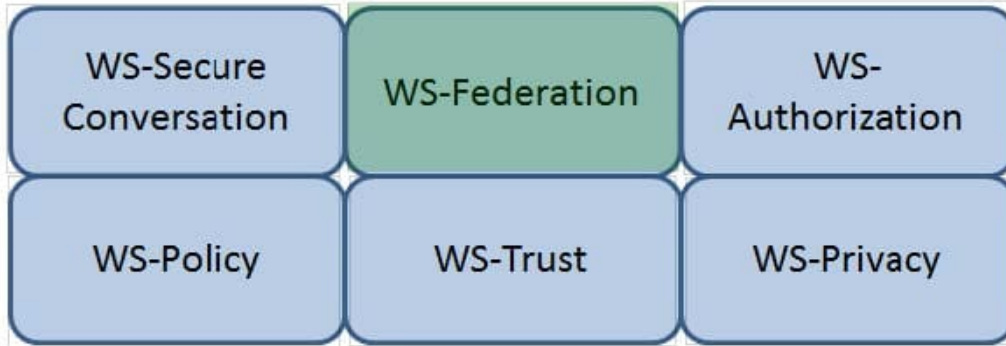 WS-Secure
Conversation
WS-Federation
WS-
Authorization
WS-Policy
WS-Trust
WS-Privacy